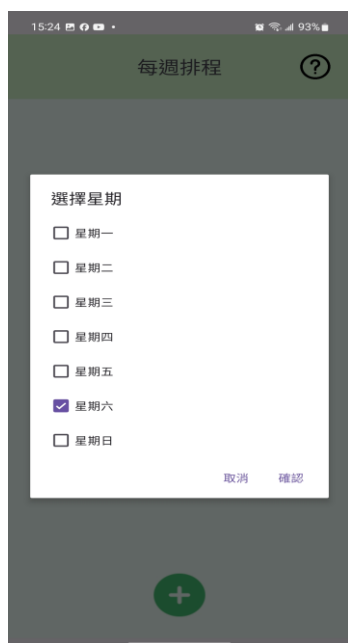 15:24 93%
每週排程
選擇星期
星期一
星期二
星期三
星期四
星期五
星期六
星期日
取消 確認